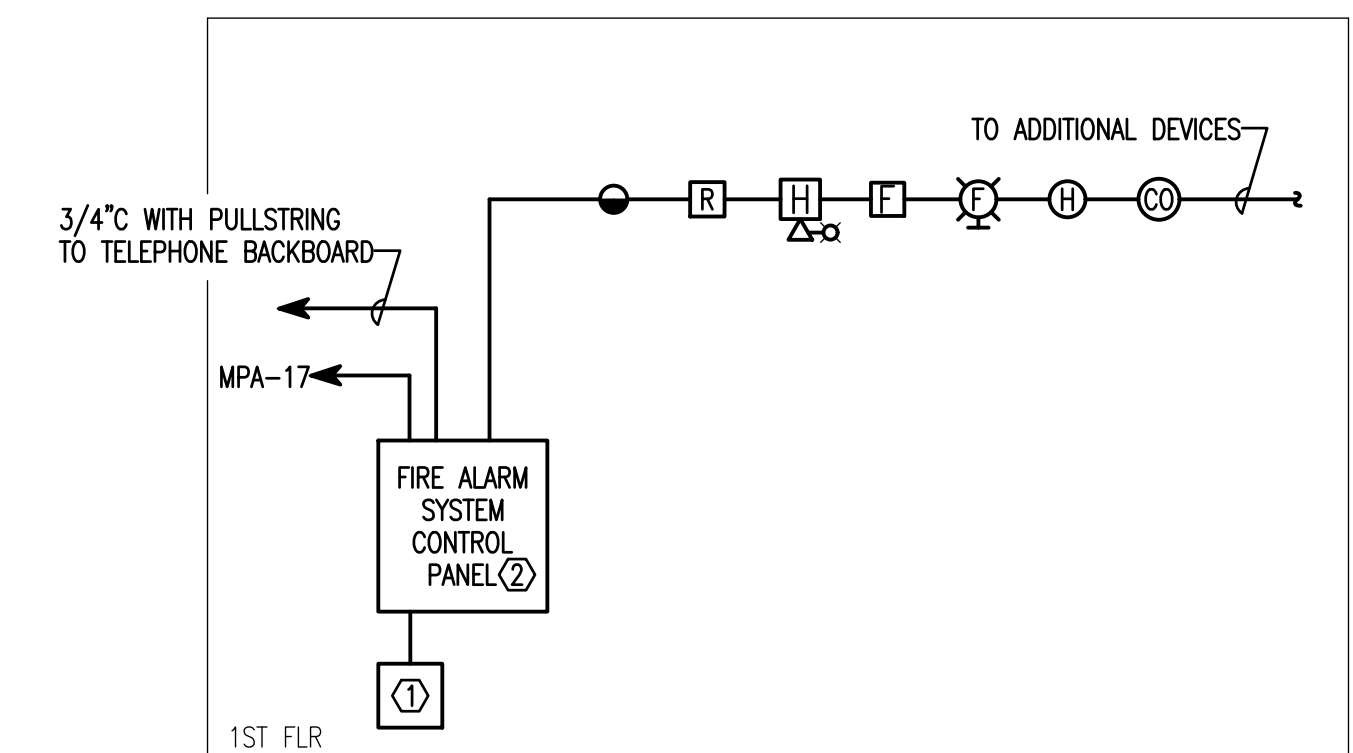 TO ADDITIONAL DEVICES
R H F F H CO
3/4"C WITH PULLSTRING
TO TELEPHONE BACKBOARD
MPA-17
FIRE ALARM
SYSTEM
CONTROL
PANEL 2
1
1ST FLR